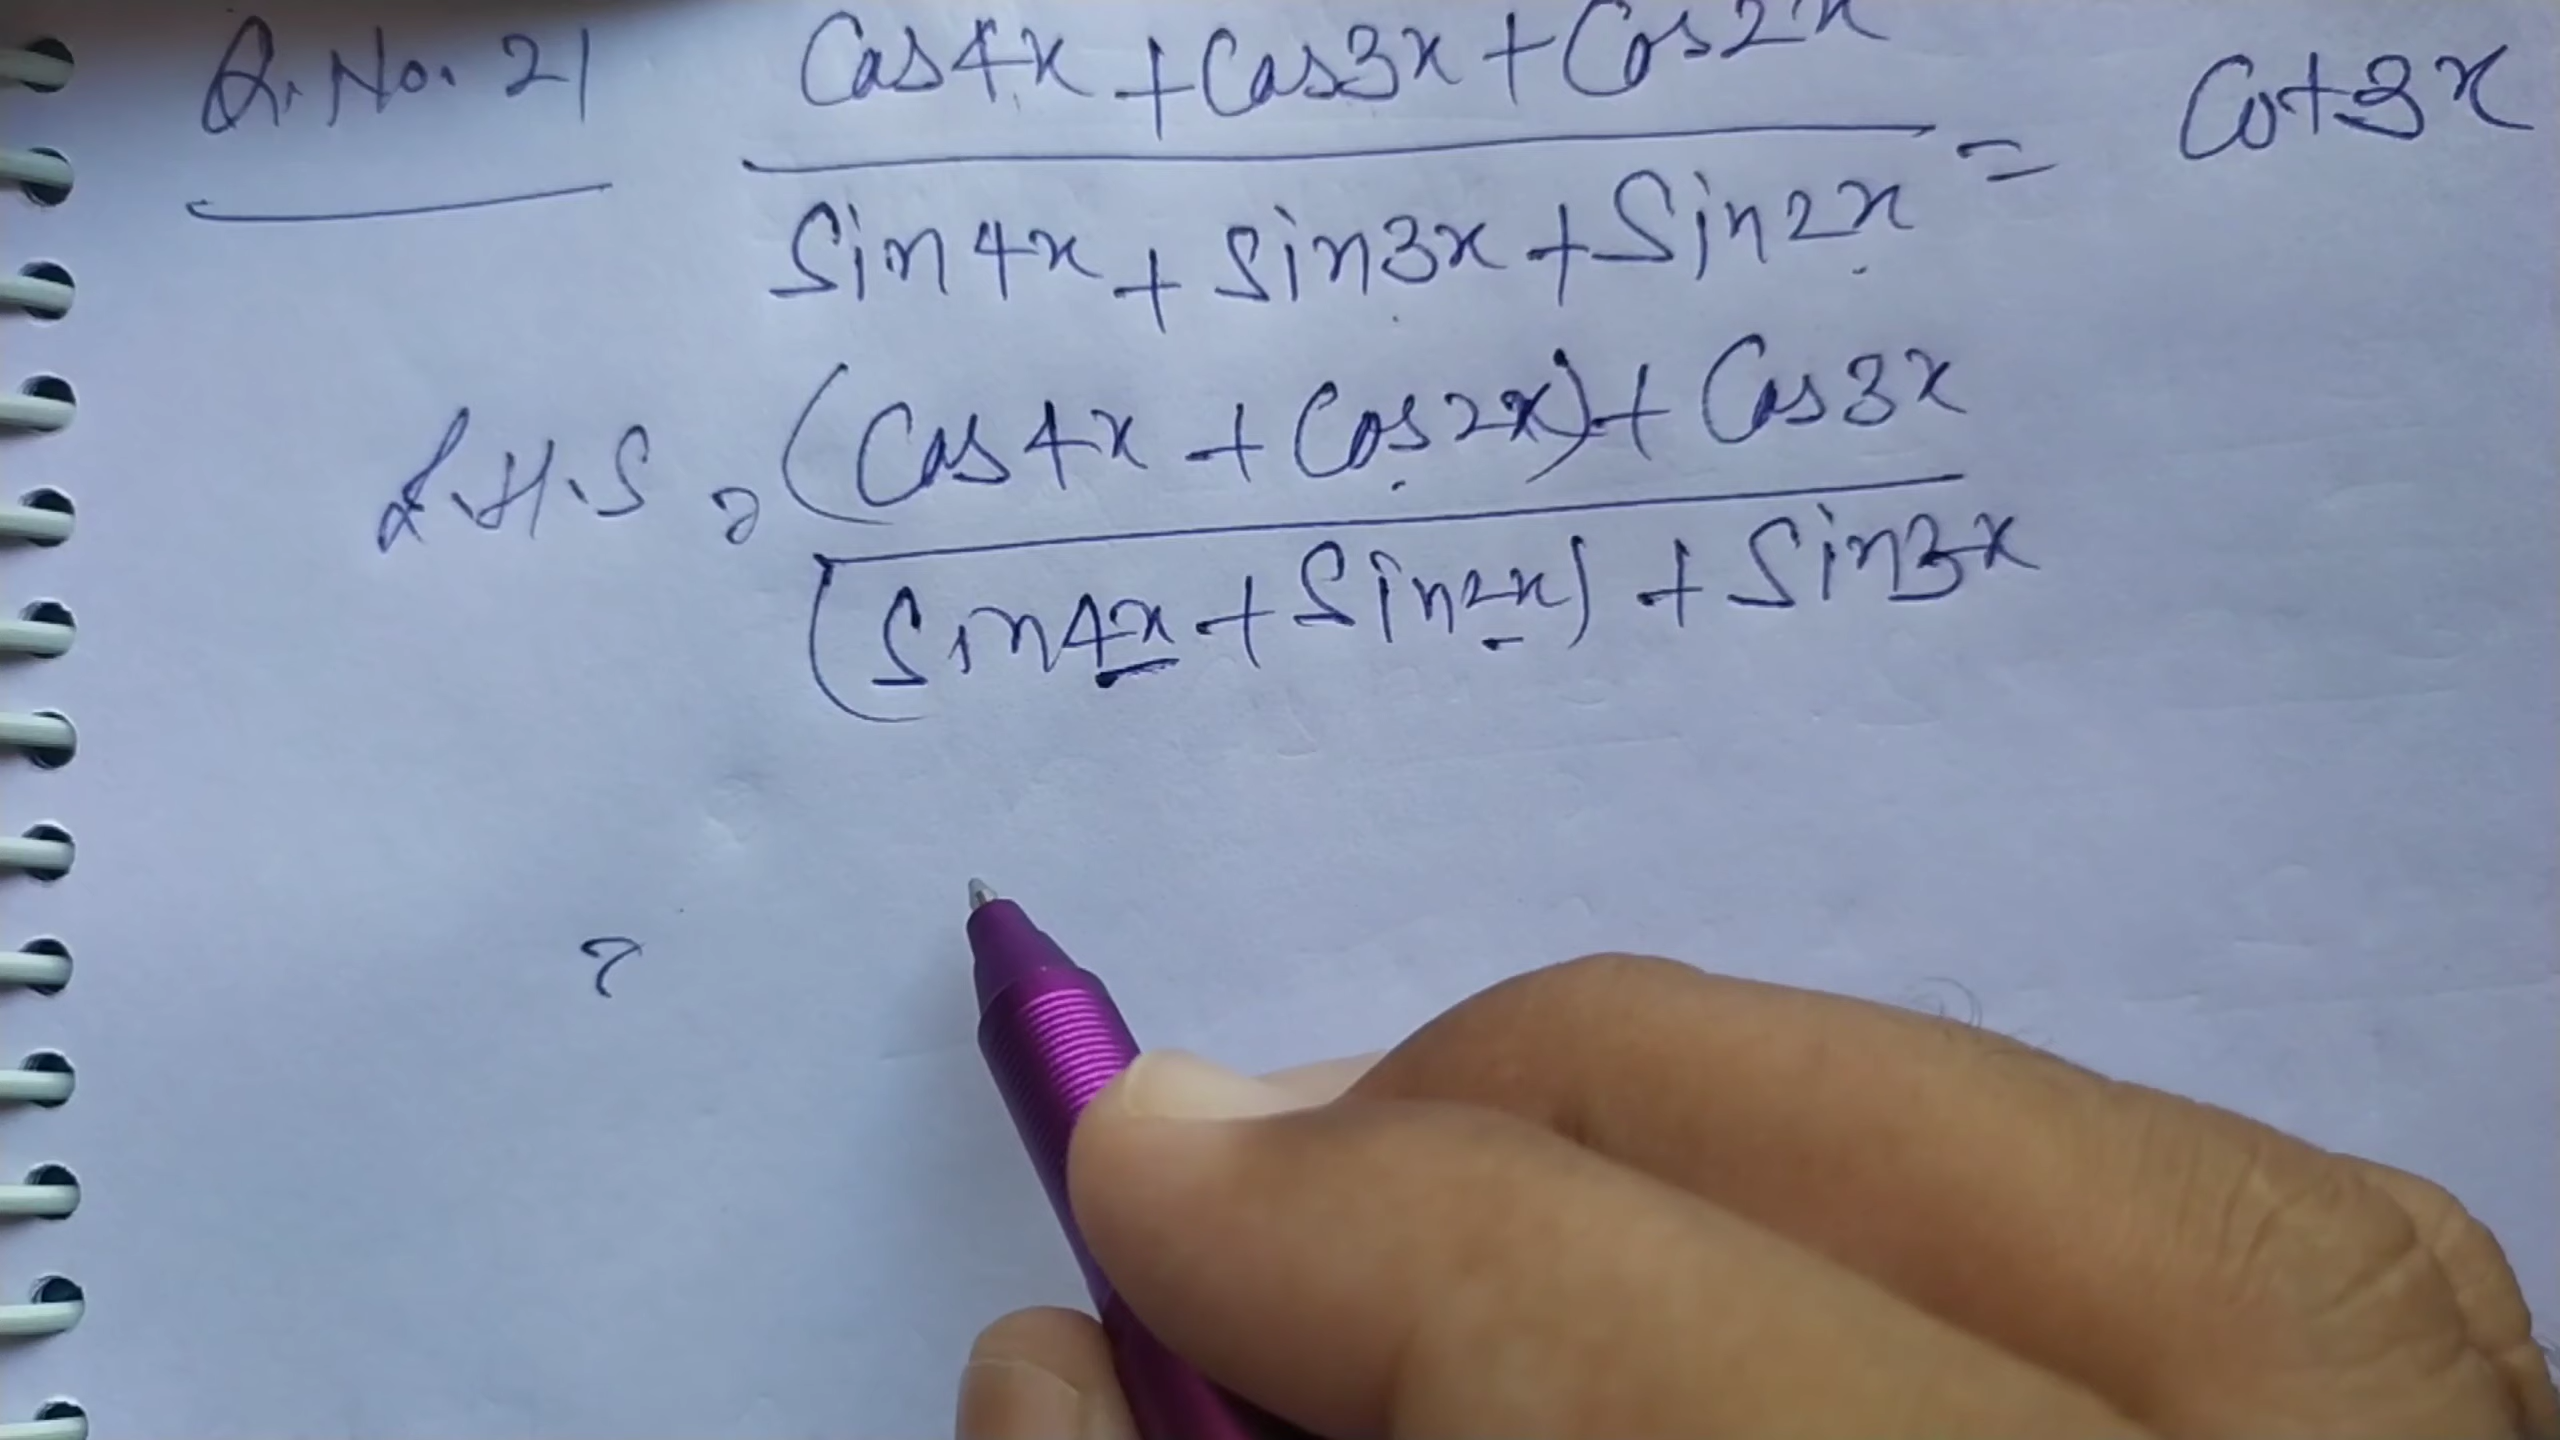 Q.No. 21 Cos4x + Cos3x + Cos2x
= Cot3x
Sin4x + Sin3x + Sin2x
L.H.S = (Cos4x + Cos2x) + Cos3x
(Sin4x + Sin2x) + Sin3x
=